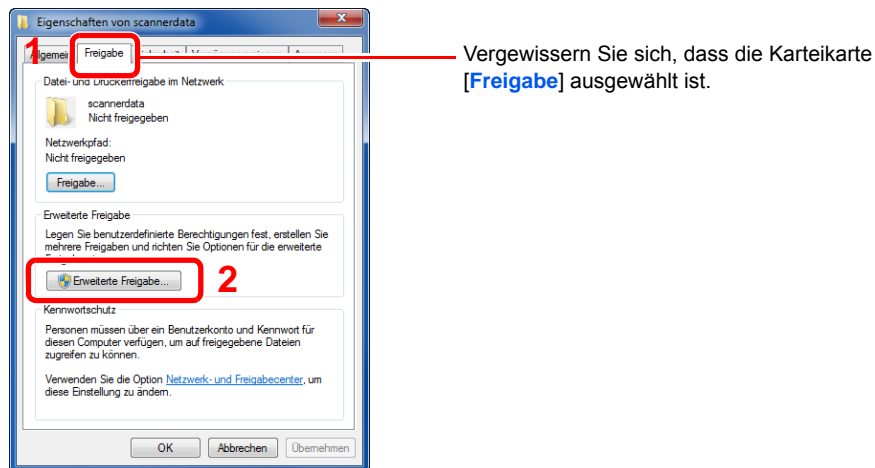 Eigenschaften von scannerdata
1
Freigabe
Datei- und Druckerfreigabe im Netzwerk
scannerdata
Nicht freigegeben
Netzwerkpfad:
Nicht freigegeben
Freigabe...
Erweiterte Freigabe
Legen Sie benutzerdefinierte Berechtigungen fest, erstellen Sie
mehrere Freigaben und richten Sie Optionen für die erweiterte
Erweiterte Freigabe...
2
Kennwortschutz
Personen müssen über ein Benutzerkonto und Kennwort für
diesen Computer verfügen, um auf freigegebene Dateien
zugreifen zu können.
Verwenden Sie die Option Netzwerk- und Freigabecenter, um
diese Einstellung zu ändern.
OK Abbrechen Übernehmen
Vergewissern Sie sich, dass die Karteikarte
[Freigabe] ausgewählt ist.